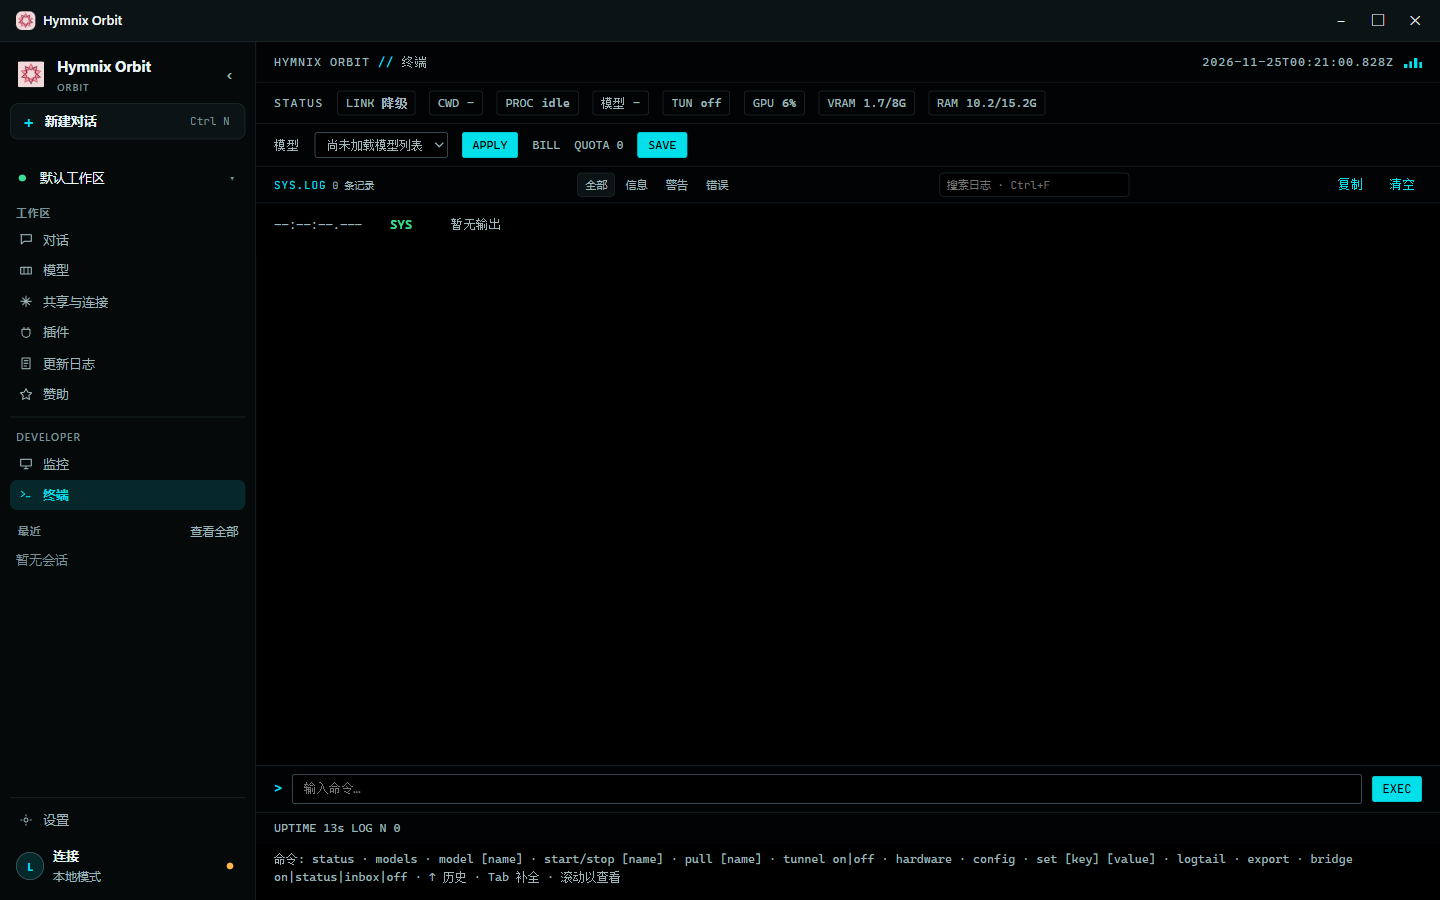 Hymnix Orbit
Hymnix Orbit
ORBIT
+ 新建对话 Ctrl N
默认工作区
工作区
对话
模型
共享与连接
插件
更新日志
赞助
DEVELOPER
监控
终端
最近 查看全部
暂无会话
设置
L 连接
本地模式
HYMNIX ORBIT // 终端 2026-11-25T00:21:00.828Z
STATUS LINK 降级 CWD — PROC idle 模型 — TUN off GPU 6% VRAM 1.7/8G RAM 10.2/15.2G
模型 尚未加载模型列表 APPLY BILL QUOTA 0 SAVE
SYS.LOG 0 条记录 全部 信息 警告 错误 搜索日志 · Ctrl+F 复制 清空
--:--:--.--- SYS 暂无输出
> 输入命令… EXEC
UPTIME 13s LOG N 0
命令: status · models · model [name] · start/stop [name] · pull [name] · tunnel on|off · hardware · config · set [key] [value] · logtail · export · bridge
on|status|inbox|off · ↑ 历史 · Tab 补全 · 滚动以查看